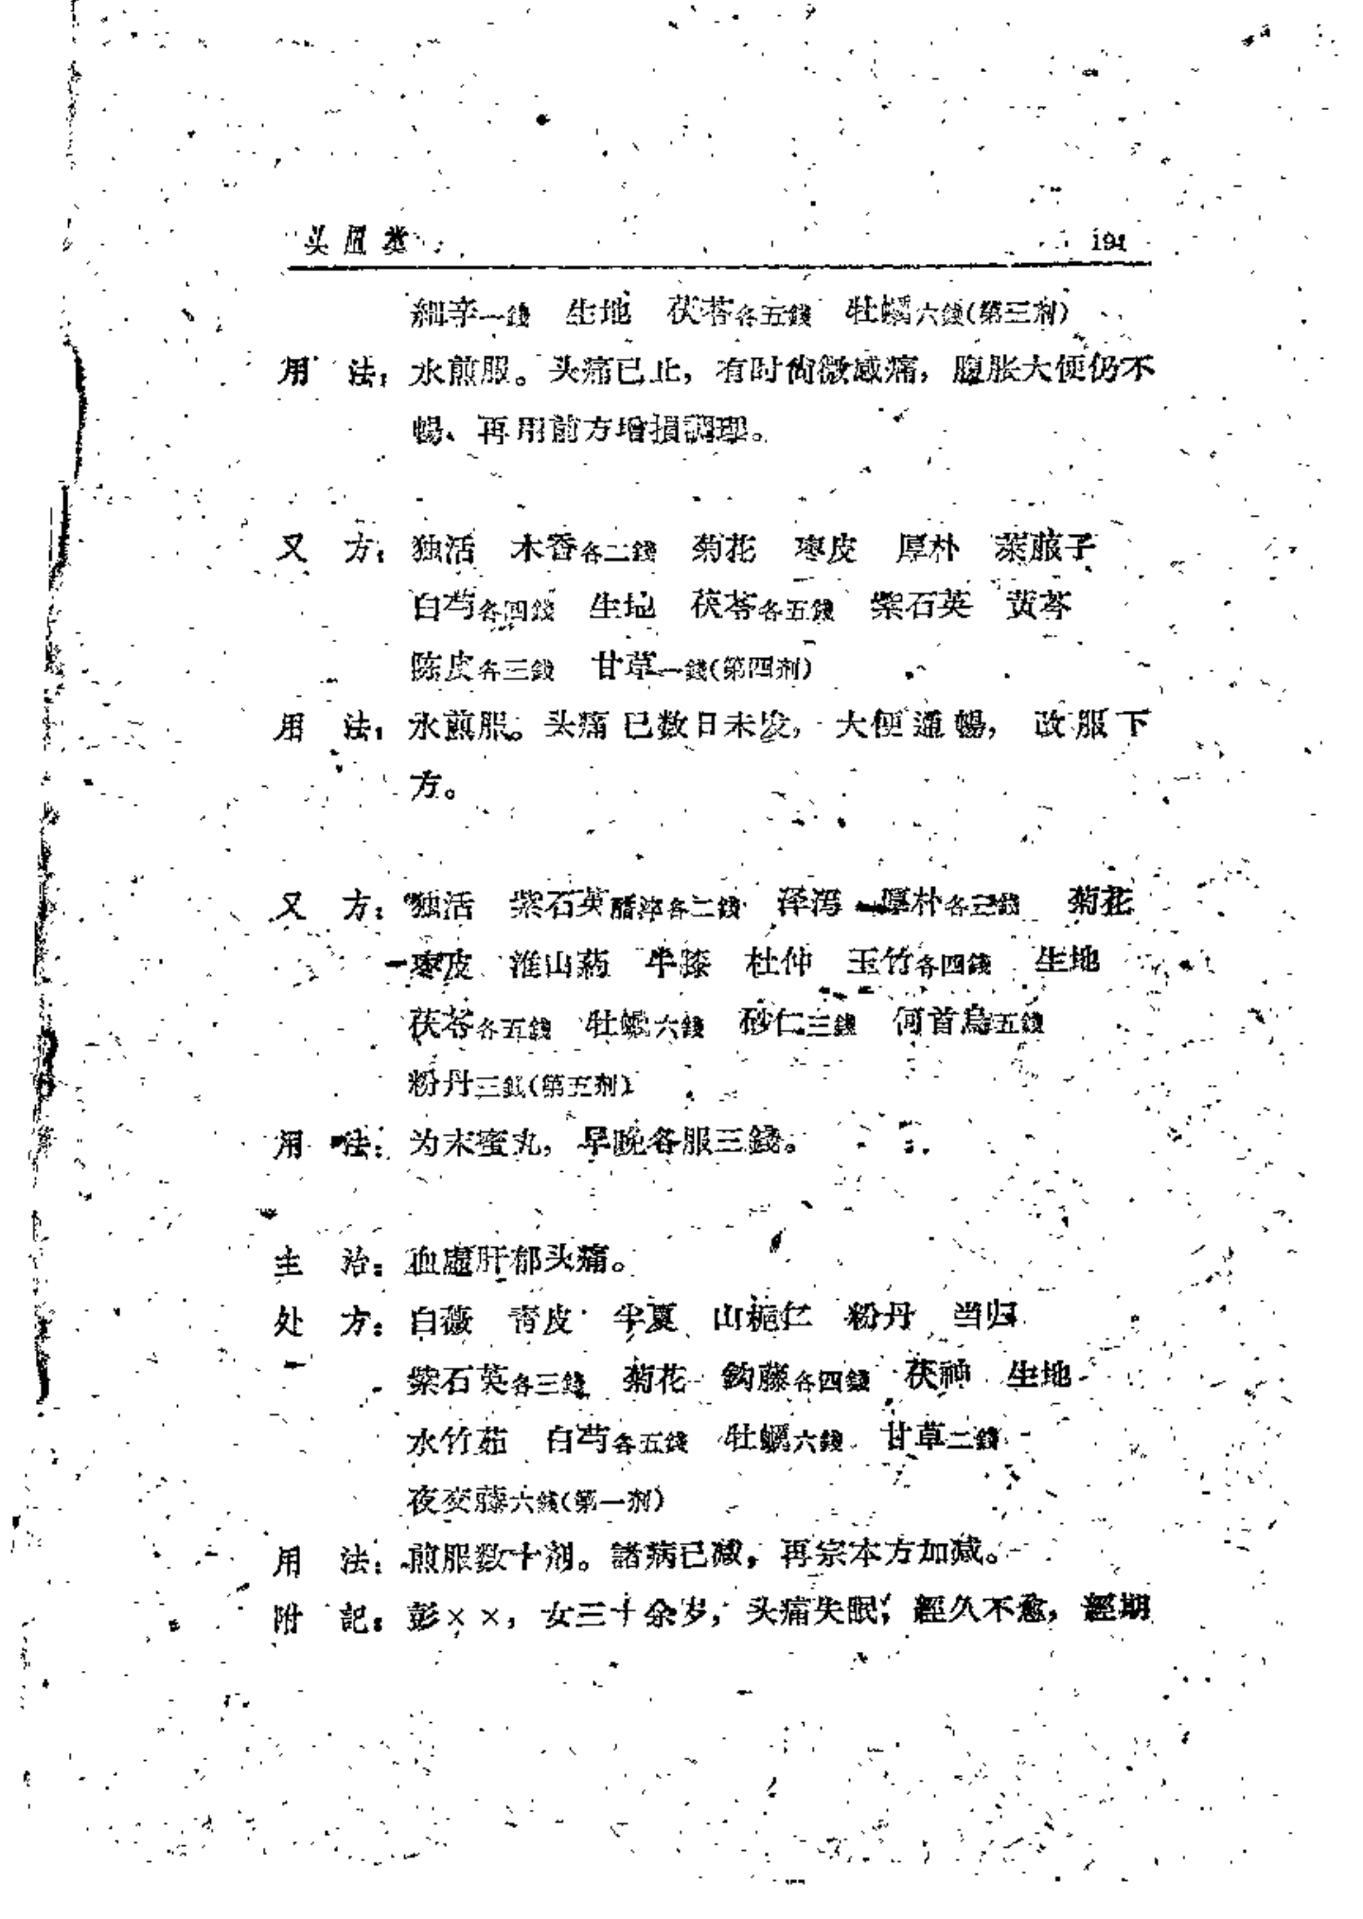 头風类 191
細辛一錢 生地 茯苓各五錢 牡蠣六錢(第三剂)
用 法: 水煎服。头痛已止，有时尚微感痛，腹胀大便仍不
暢、再用前方增損調理。
又 方: 独活 木香各二錢 菊花 枣皮 厚朴 萊菔子
白芍各四錢 生地 茯苓各五錢 紫石英 黄芩
陈皮各三錢 甘草一錢(第四剂)
用 法: 水煎服。头痛已数日未发，大便通暢，改服下
方。
又 方: 独活 紫石英醋淬各二錢 泽泻 厚朴各三錢 菊花
枣皮 淮山药 牛膝 杜仲 玉竹各四錢 生地
茯苓各五錢 牡蠣六錢 砂仁三錢 何首烏五錢
粉丹三錢(第五剂)
用 法: 为末蜜丸，早晚各服三錢。
主 治: 血虛肝郁头痛。
处 方: 白薇 青皮 半夏 山栀仁 粉丹 当归
紫石英各三錢 菊花 鈎藤各四錢 茯神 生地
水竹茹 白芍各五錢 牡蠣六錢 甘草二錢
夜交藤六錢(第一剂)
用 法: 煎服数十剂。諸病已减，再宗本方加减。
附 記: 彭××，女三十余岁，头痛失眠，經久不愈，經期